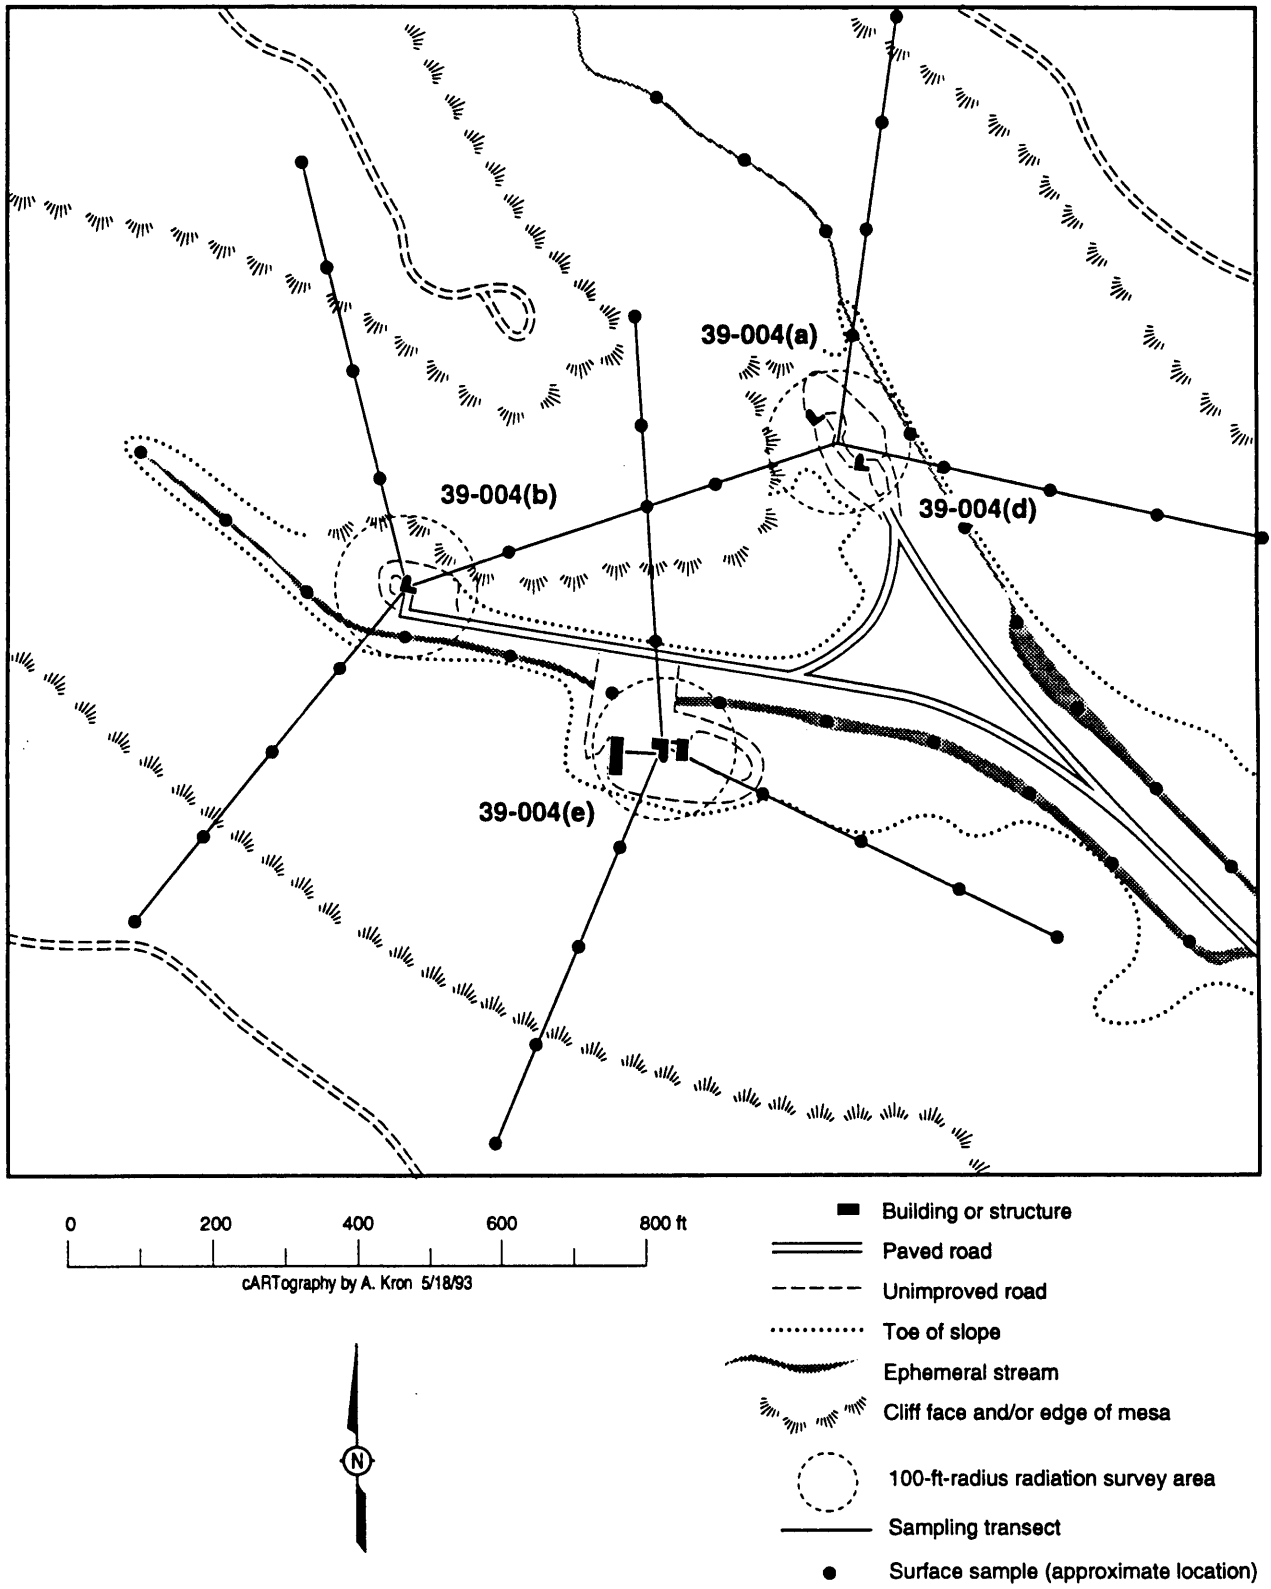 39-004(a)
39-004(b)
39-004(d)
39-004(e)
0 200 400 600 800 ft
cARTography by A. Kron 5/18/93
N
Building or structure
Paved road
Unimproved road
Toe of slope
Ephemeral stream
Cliff face and/or edge of mesa
100-ft-radius radiation survey area
Sampling transect
Surface sample (approximate location)